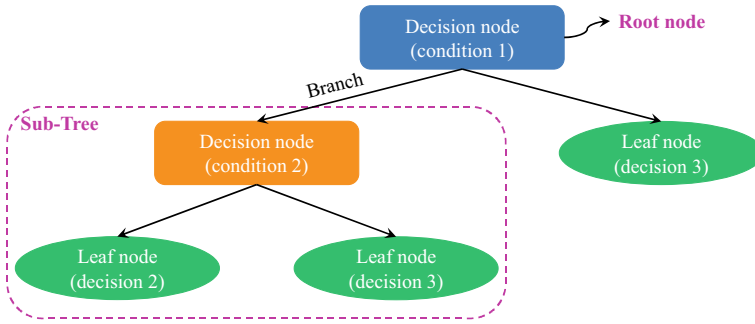 Decision node
(condition 1)
Root node
Branch
Sub-Tree
Decision node
(condition 2)
Leaf node
(decision 3)
Leaf node
(decision 2)
Leaf node
(decision 3)